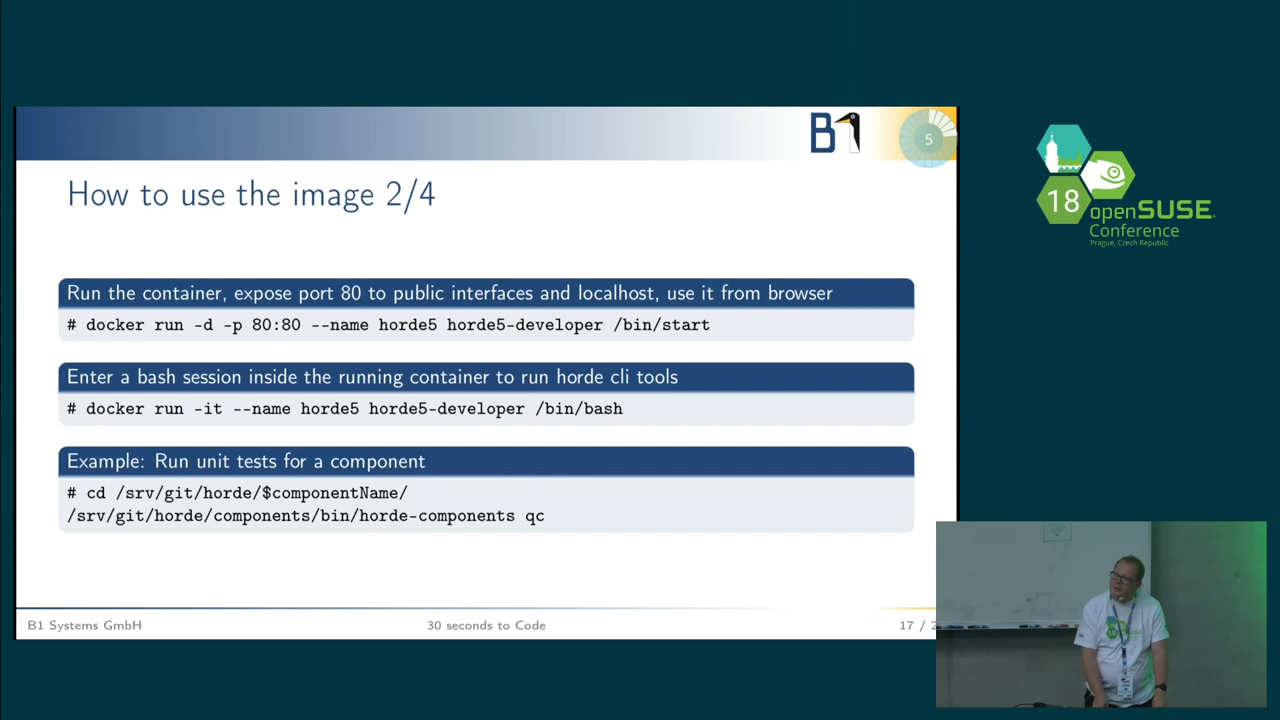 B1
5
How to use the image 2/4
Run the container, expose port 80 to public interfaces and localhost, use it from browser
# docker run -d -p 80:80 --name horde5 horde5-developer /bin/start
Enter a bash session inside the running container to run horde cli tools
# docker run -it --name horde5 horde5-developer /bin/bash
Example: Run unit tests for a component
# cd /srv/git/horde/$componentName/
/srv/git/horde/components/bin/horde-components qc
B1 Systems GmbH
30 seconds to Code
17 /
18
openSUSE
Conference
Prague, Czech Republic